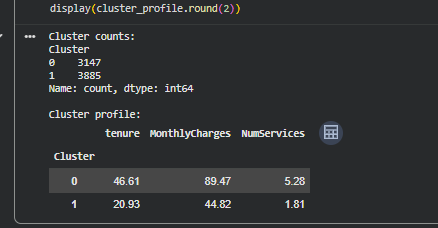 display(cluster_profile.round(2))
Cluster counts:
Cluster
0    3147
1    3885
Name: count, dtype: int64
Cluster profile:
tenure MonthlyCharges NumServices
Cluster
0 46.61 89.47 5.28
1 20.93 44.82 1.81